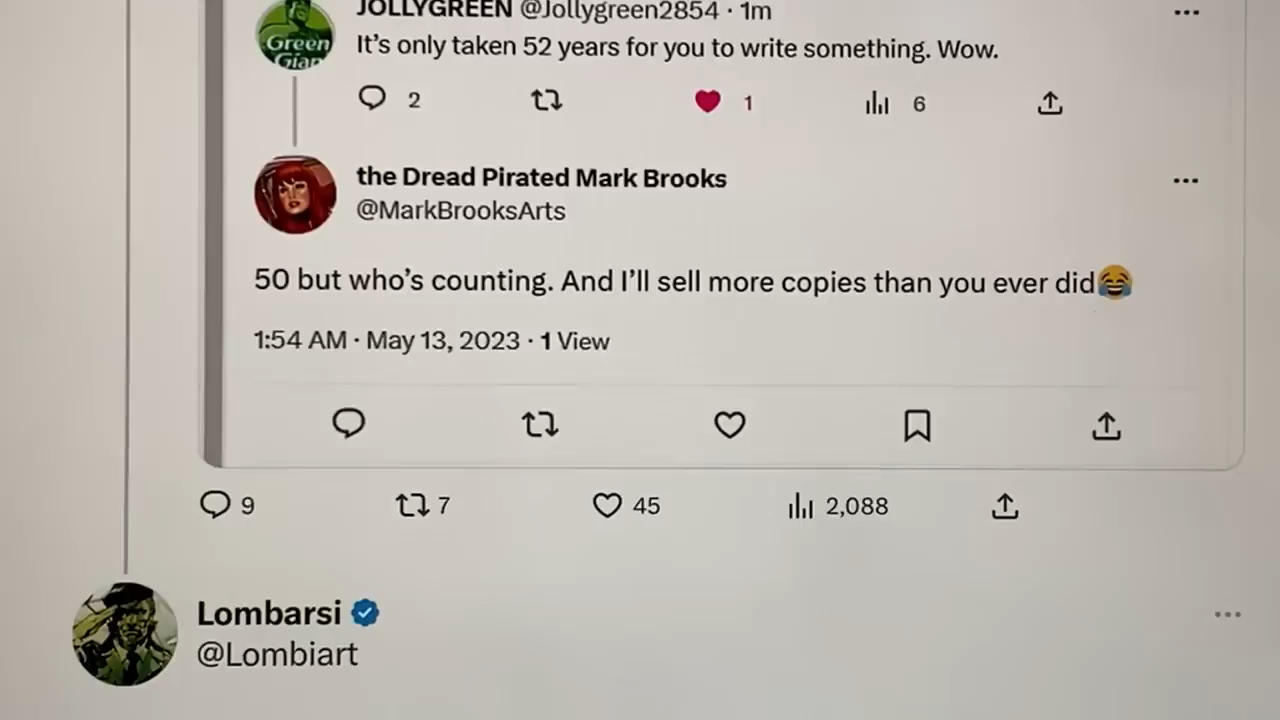 JOLLYGREEN @Jollygreen2854 · 1m
Green
Giant
It's only taken 52 years for you to write something. Wow.
2 1 6
the Dread Pirated Mark Brooks
@MarkBrooksArts
50 but who's counting. And I'll sell more copies than you ever did😂
1:54 AM · May 13, 2023 · 1 View
9 7 45 2,088
Lombarsi
@Lombiart